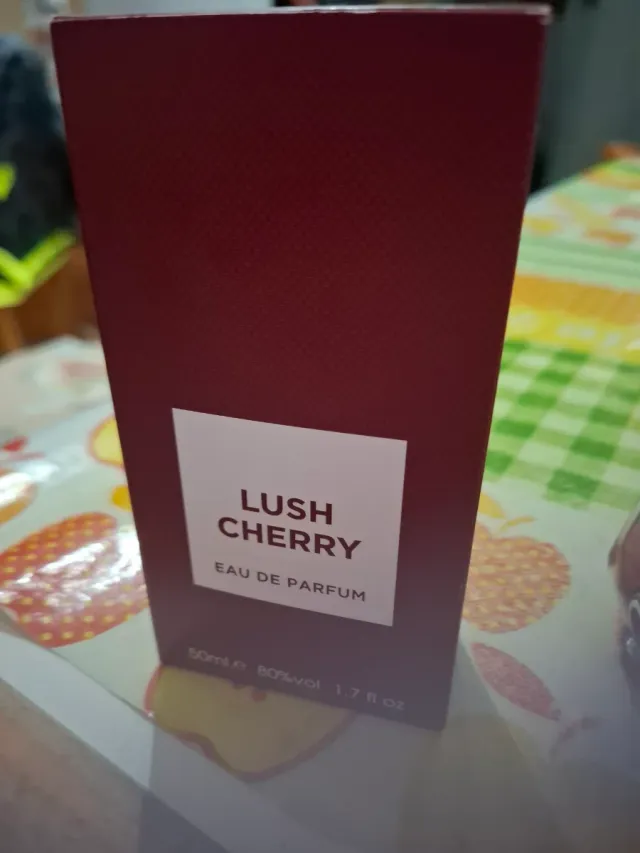 LUSH
CHERRY
EAU DE PARFUM
50ml ℮ 80%vol 1.7 fl oz